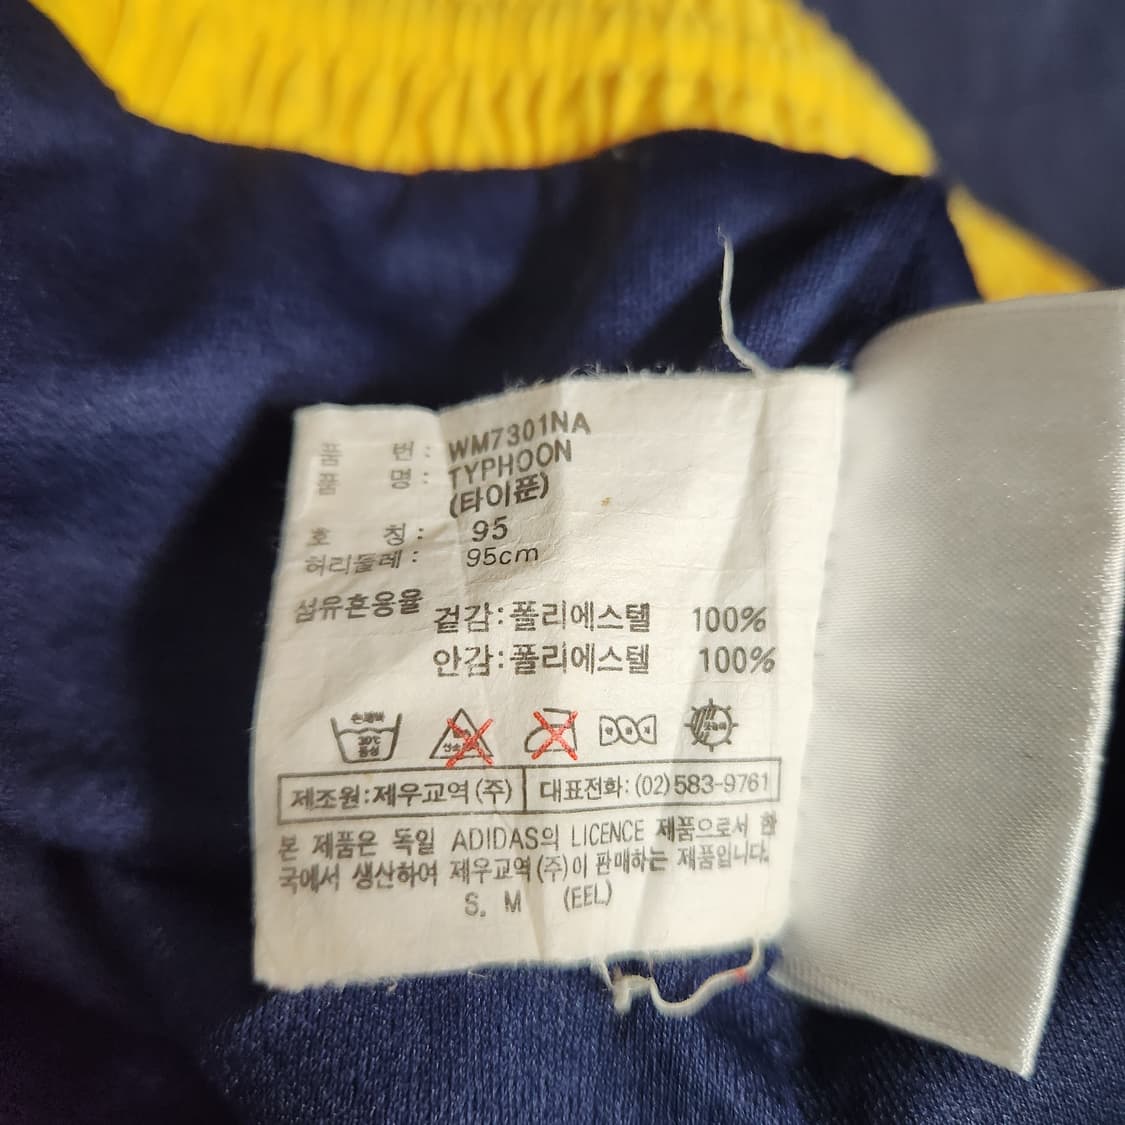 품 번 : WM7301NA
품 명 : TYPHOON
(타이푼)
호 칭 : 95
허리둘레 : 95cm
섬유혼용율
겉감:폴리에스텔 100%
안감:폴리에스텔 100%
30℃
중성
제조원:제우교역(주) 대표전화:(02)583-9761
본 제품은 독일 ADIDAS의 LICENCE 제품으로서 한
국에서 생산하여 제우교역(주)이 판매하는 제품입니다.
S. M (EEL)